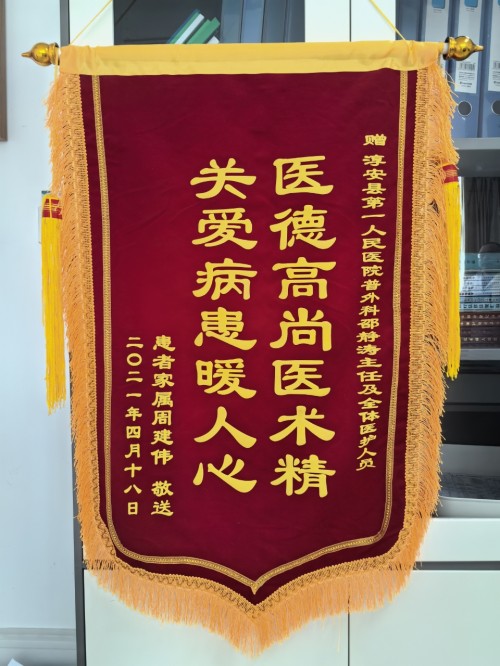 赠 淳安县第一人民医院普外科邵静涛主任及全体医护人员
医德高尚医术精
关爱病患暖人心
患者家属周建伟 敬送
二〇二一年四月十八日